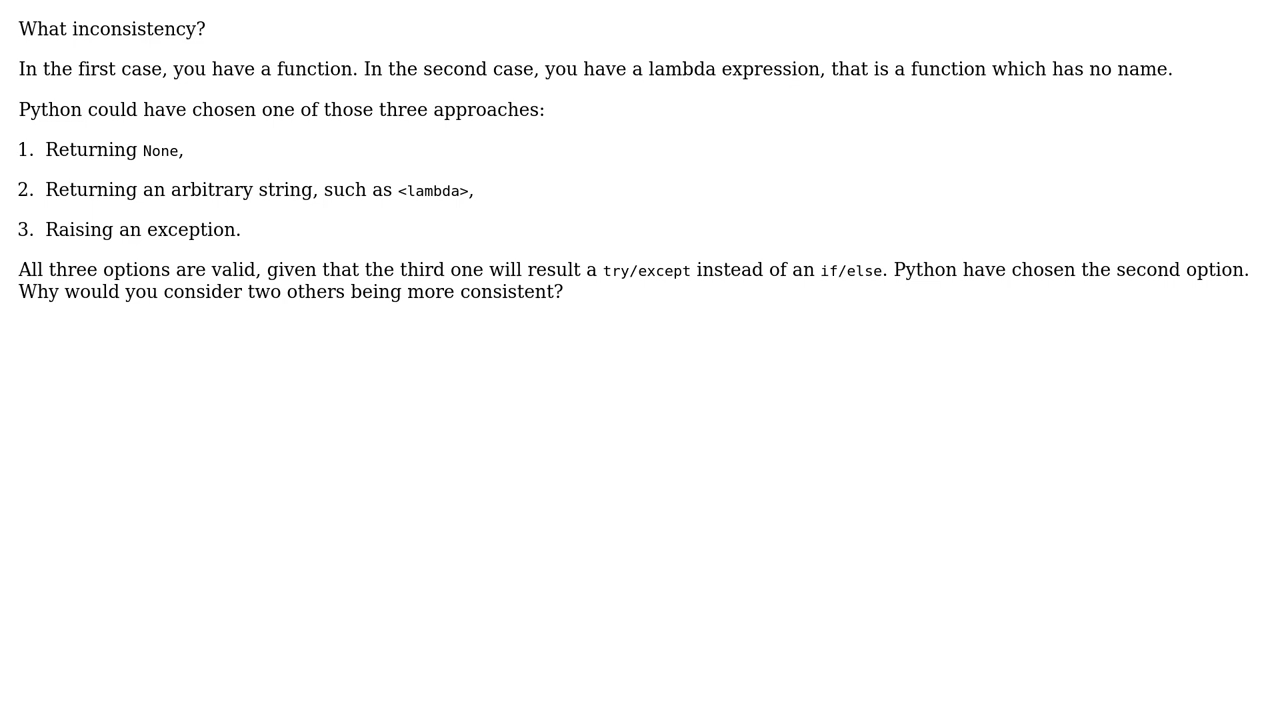 What inconsistency?
In the first case, you have a function. In the second case, you have a lambda expression, that is a function which has no name.
Python could have chosen one of those three approaches:
1. Returning None,
2. Returning an arbitrary string, such as <lambda>,
3. Raising an exception.
All three options are valid, given that the third one will result a try/except instead of an if/else. Python have chosen the second option.
Why would you consider two others being more consistent?